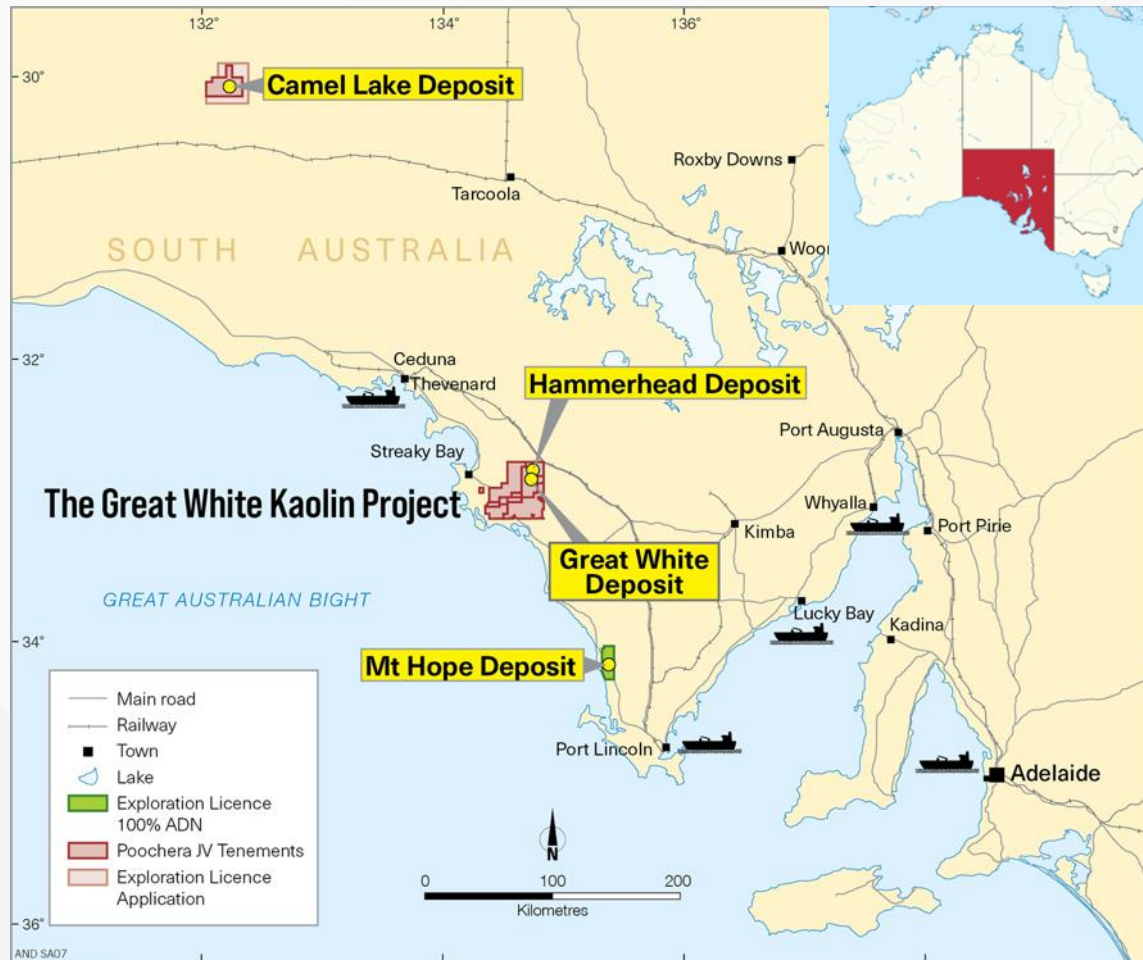 132°
134°
136°
30°
Camel Lake Deposit
Roxby Downs
Tarcoola
SOUTH AUSTRALIA
Woo
32°
Ceduna
Thevenard
Hammerhead Deposit
Port Augusta
Streaky Bay
The Great White Kaolin Project
Whyalla
Port Pirie
Kimba
Great White
Deposit
GREAT AUSTRALIAN BIGHT
Lucky Bay
Kadina
34°
Mt Hope Deposit
Port Lincoln
Adelaide
Main road
Railway
Town
Lake
Exploration Licence
100% ADN
Poochera JV Tenements
Exploration Licence
Application
N
0 100 200
Kilometres
36°
AND SA07